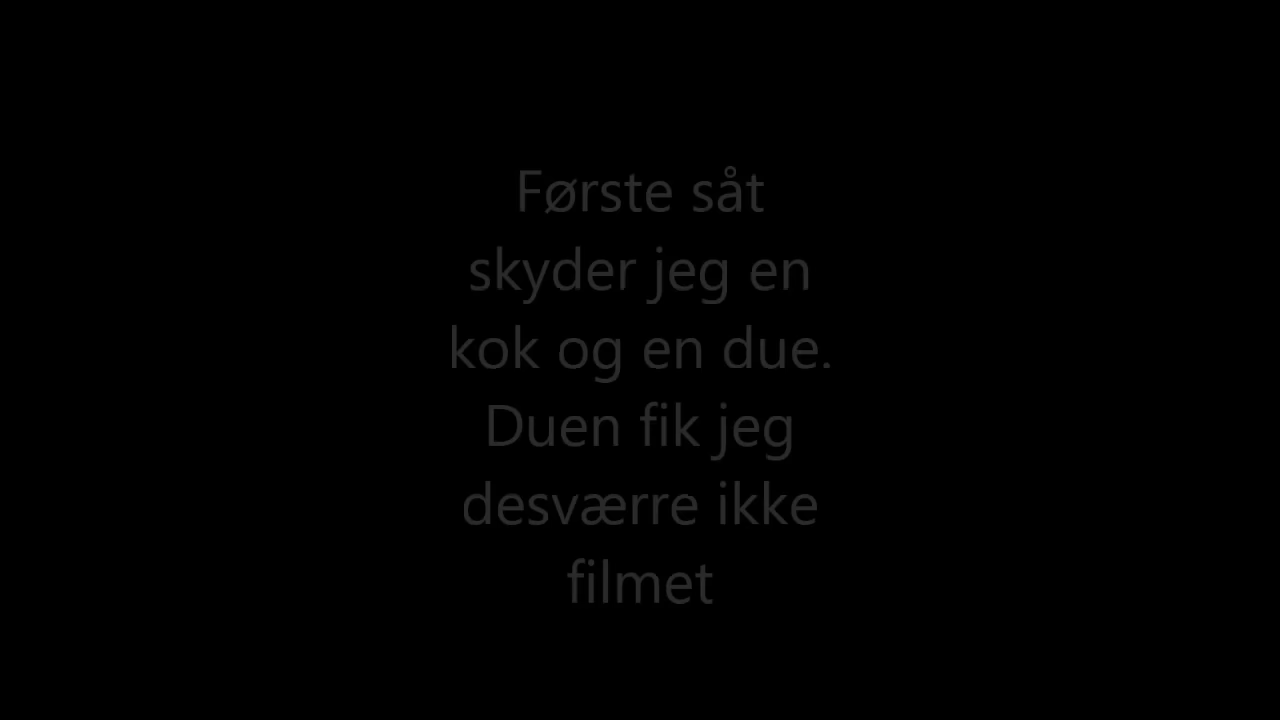 Første såt
skyder jeg en
kok og en due.
Duen fik jeg
desværre ikke
filmet